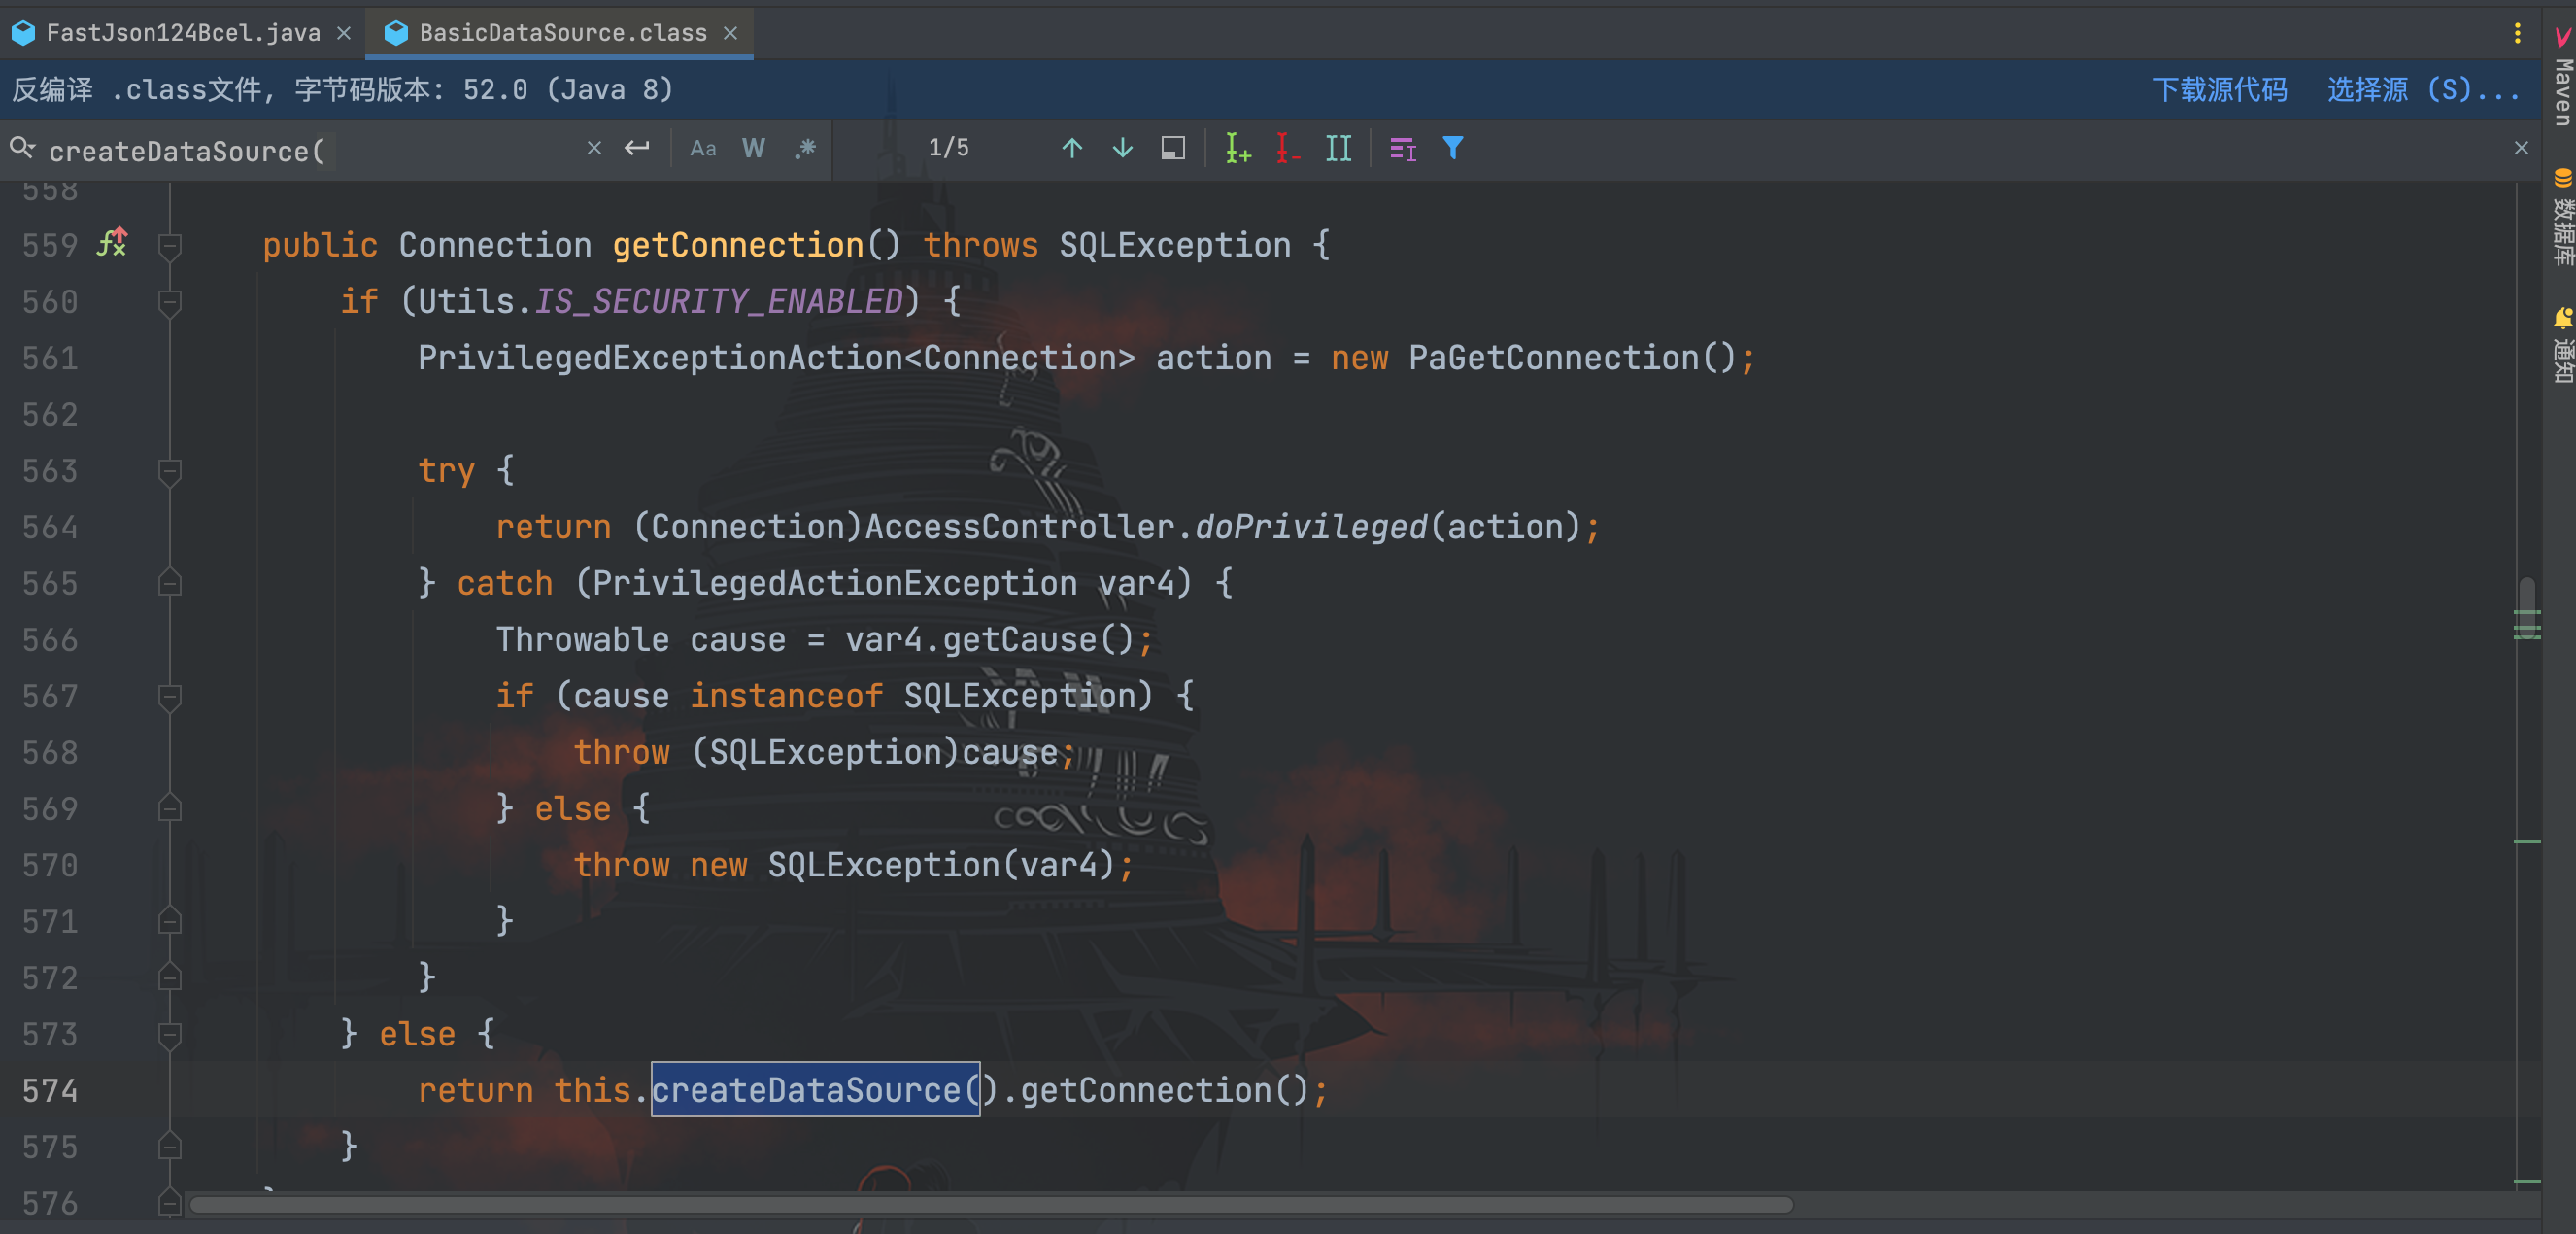 FastJson124Bcel.java
BasicDataSource.class
反编译 .class文件, 字节码版本: 52.0 (Java 8)
下载源代码
选择源 (S)...
createDataSource(
Aa
W
.*
1/5
558
559 public Connection getConnection() throws SQLException {
560 if (Utils.IS_SECURITY_ENABLED) {
561 PrivilegedExceptionAction<Connection> action = new PaGetConnection();
562
563 try {
564 return (Connection)AccessController.doPrivileged(action);
565 } catch (PrivilegedActionException var4) {
566 Throwable cause = var4.getCause();
567 if (cause instanceof SQLException) {
568 throw (SQLException)cause;
569 } else {
570 throw new SQLException(var4);
571 }
572 }
573 } else {
574 return this.createDataSource().getConnection();
575 }
576
Maven
数据库
通知